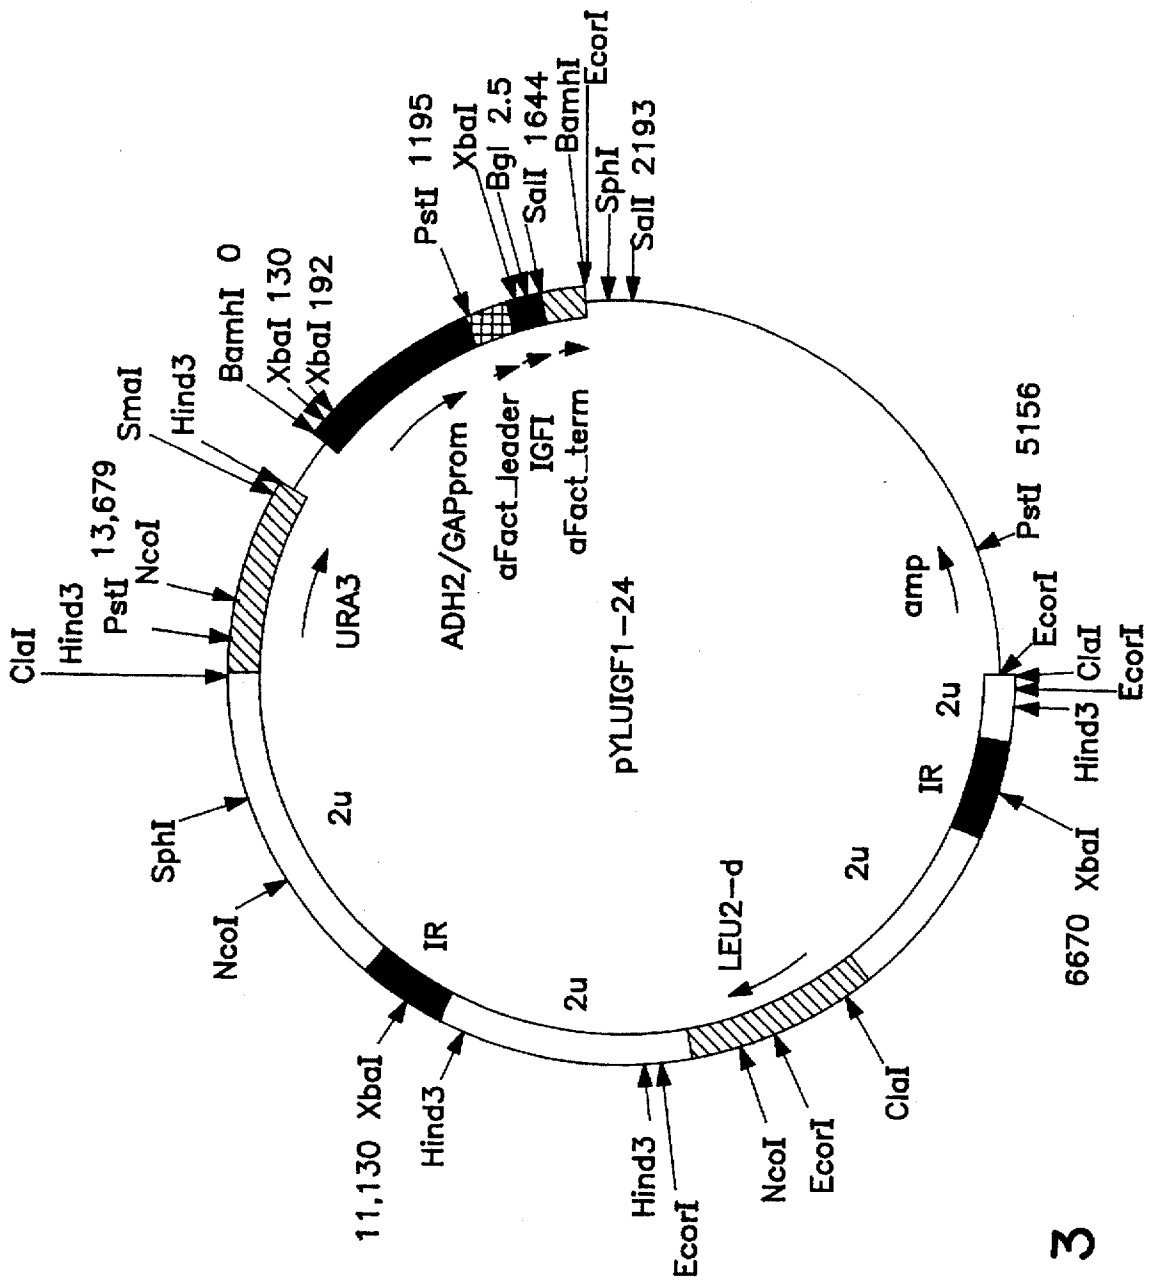 ClaI
Hind3
PstI 13,679
NcoI
SmaI
Hind3
BamhI 0
XbaI 130
XbaI 192
PstI 1195
XbaI
BglI 2.5
SalI 1644
BamhI
EcorI
SphI
SalI 2193
PstI 5156
EcorI
ClaI
EcorI
Hind3
6670 XbaI
ClaI
EcorI
NcoI
EcorI
Hind3
Hind3
11,130 XbaI
NcoI
SphI
URA3
ADH2/GAPprom
aFact_leader
IGFI
aFact_term
pYLUIGF1-24
amp
2u
IR
2u
LEU2-d
2u
IR
2u
3